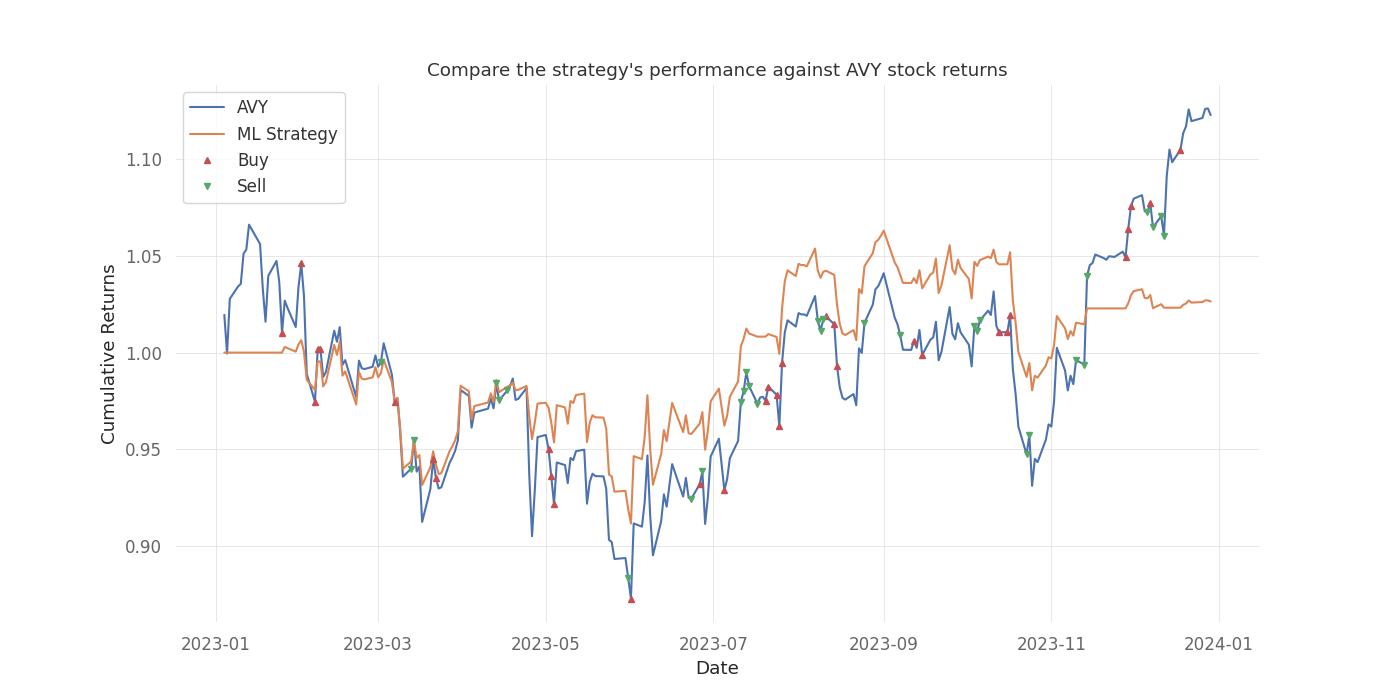 Compare the strategy's performance against AVY stock returns
AVY
ML Strategy
Buy
Sell
Cumulative Returns
1.10
1.05
1.00
0.95
0.90
2023-01
2023-03
2023-05
2023-07
2023-09
2023-11
2024-01
Date